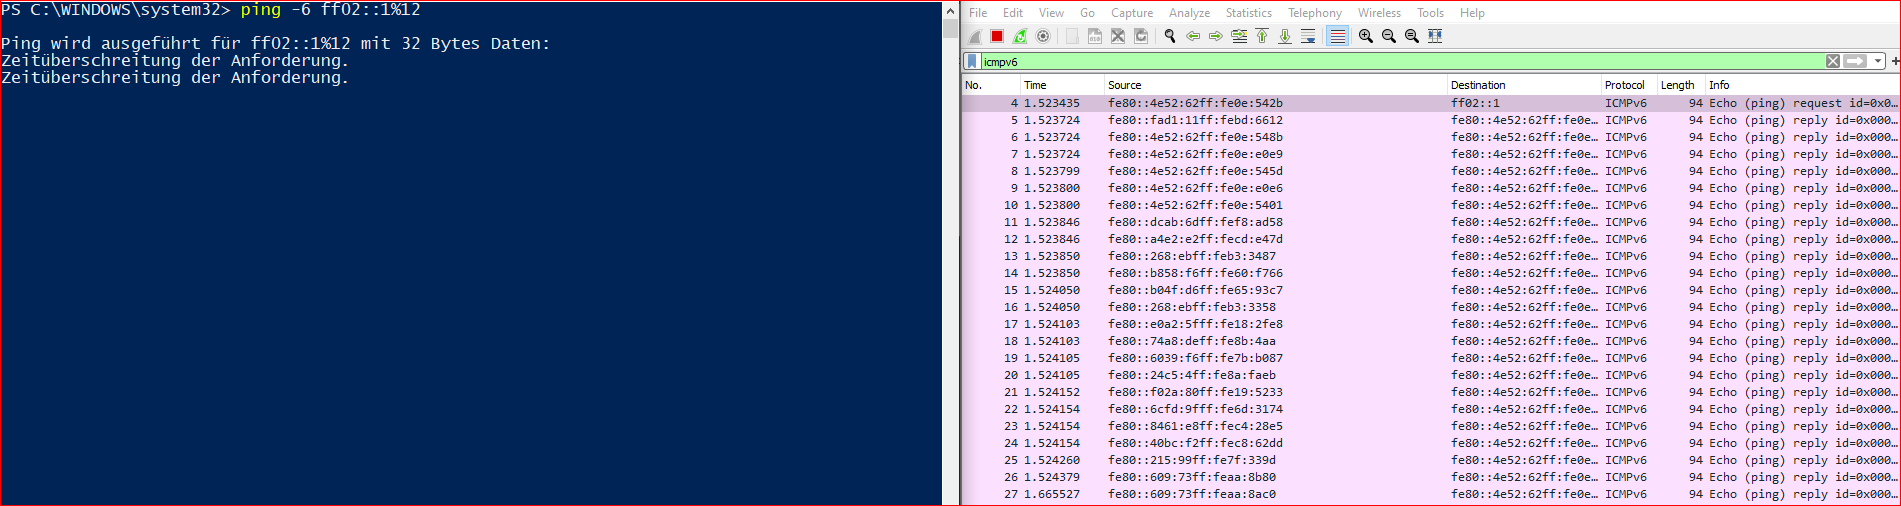 PS C:\WINDOWS\system32> ping -6 ff02::1%12
Ping wird ausgeführt für ff02::1%12 mit 32 Bytes Daten:
Zeitüberschreitung der Anforderung.
Zeitüberschreitung der Anforderung.
File Edit View Go Capture Analyze Statistics Telephony Wireless Tools Help
icmpv6
No. Time Source Destination Protocol Length Info
4 1.523435 fe80::4e52:62ff:fe0e:542b ff02::1 ICMPv6 94 Echo (ping) request id=0x0…
5 1.523724 fe80::fad1:11ff:febd:6612 fe80::4e52:62ff:fe0e… ICMPv6 94 Echo (ping) reply id=0x000…
6 1.523724 fe80::4e52:62ff:fe0e:548b fe80::4e52:62ff:fe0e… ICMPv6 94 Echo (ping) reply id=0x000…
7 1.523724 fe80::4e52:62ff:fe0e:e0e9 fe80::4e52:62ff:fe0e… ICMPv6 94 Echo (ping) reply id=0x000…
8 1.523799 fe80::4e52:62ff:fe0e:545d fe80::4e52:62ff:fe0e… ICMPv6 94 Echo (ping) reply id=0x000…
9 1.523800 fe80::4e52:62ff:fe0e:e0e6 fe80::4e52:62ff:fe0e… ICMPv6 94 Echo (ping) reply id=0x000…
10 1.523800 fe80::4e52:62ff:fe0e:5401 fe80::4e52:62ff:fe0e… ICMPv6 94 Echo (ping) reply id=0x000…
11 1.523846 fe80::dcab:6dff:fef8:ad58 fe80::4e52:62ff:fe0e… ICMPv6 94 Echo (ping) reply id=0x000…
12 1.523846 fe80::a4e2:e2ff:fecd:e47d fe80::4e52:62ff:fe0e… ICMPv6 94 Echo (ping) reply id=0x000…
13 1.523850 fe80::268:ebff:feb3:3487 fe80::4e52:62ff:fe0e… ICMPv6 94 Echo (ping) reply id=0x000…
14 1.523850 fe80::b858:f6ff:fe60:f766 fe80::4e52:62ff:fe0e… ICMPv6 94 Echo (ping) reply id=0x000…
15 1.524050 fe80::b04f:d6ff:fe65:93c7 fe80::4e52:62ff:fe0e… ICMPv6 94 Echo (ping) reply id=0x000…
16 1.524050 fe80::268:ebff:feb3:3358 fe80::4e52:62ff:fe0e… ICMPv6 94 Echo (ping) reply id=0x000…
17 1.524103 fe80::e0a2:5fff:fe18:2fe8 fe80::4e52:62ff:fe0e… ICMPv6 94 Echo (ping) reply id=0x000…
18 1.524103 fe80::74a8:deff:fe8b:4aa fe80::4e52:62ff:fe0e… ICMPv6 94 Echo (ping) reply id=0x000…
19 1.524105 fe80::6039:f6ff:fe7b:b087 fe80::4e52:62ff:fe0e… ICMPv6 94 Echo (ping) reply id=0x000…
20 1.524105 fe80::24c5:4ff:fe8a:faeb fe80::4e52:62ff:fe0e… ICMPv6 94 Echo (ping) reply id=0x000…
21 1.524152 fe80::f02a:80ff:fe19:5233 fe80::4e52:62ff:fe0e… ICMPv6 94 Echo (ping) reply id=0x000…
22 1.524154 fe80::6cfd:9fff:fe6d:3174 fe80::4e52:62ff:fe0e… ICMPv6 94 Echo (ping) reply id=0x000…
23 1.524154 fe80::8461:e8ff:fec4:28e5 fe80::4e52:62ff:fe0e… ICMPv6 94 Echo (ping) reply id=0x000…
24 1.524154 fe80::40bc:f2ff:fec8:62dd fe80::4e52:62ff:fe0e… ICMPv6 94 Echo (ping) reply id=0x000…
25 1.524260 fe80::215:99ff:fe7f:339d fe80::4e52:62ff:fe0e… ICMPv6 94 Echo (ping) reply id=0x000…
26 1.524379 fe80::609:73ff:feaa:8b80 fe80::4e52:62ff:fe0e… ICMPv6 94 Echo (ping) reply id=0x000…
27 1.665527 fe80::609:73ff:feaa:8ac0 fe80::4e52:62ff:fe0e… ICMPv6 94 Echo (ping) reply id=0x000…